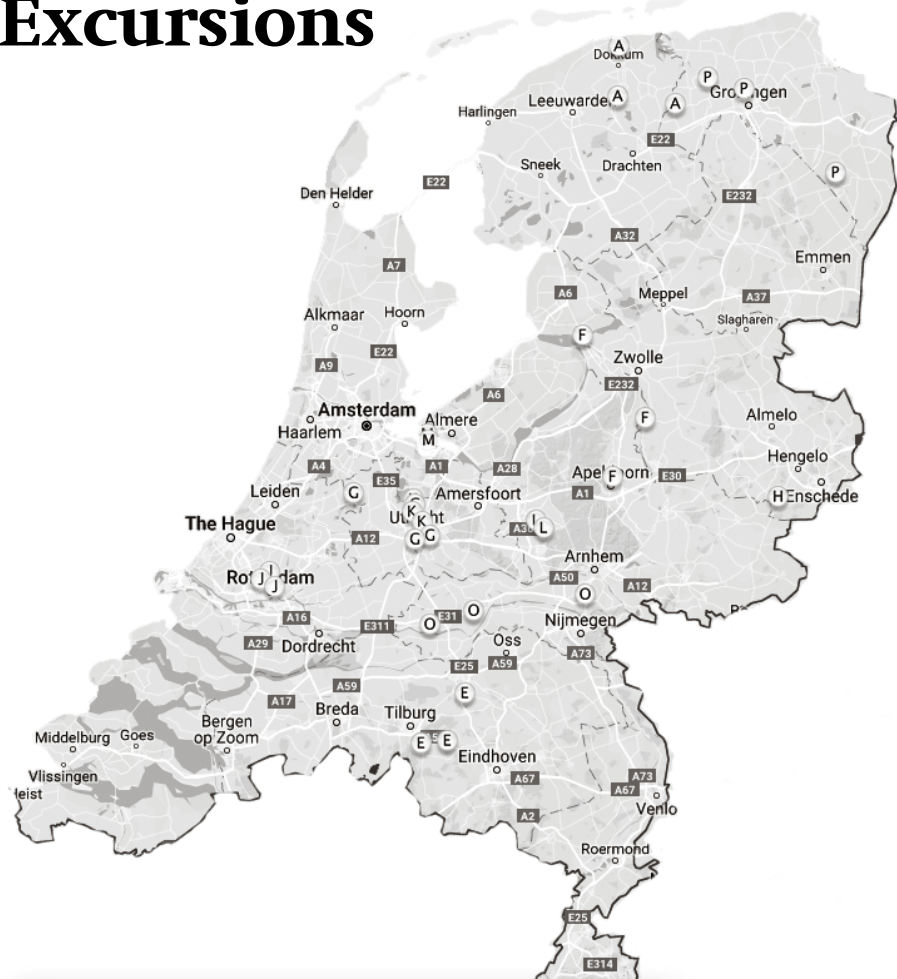 Excursions
A
Dokkum
P
P
Groningen
Leeuwarden
A
A
Harlingen
E22
Sneek
Drachten
P
E22
Den Helder
E232
A32
Emmen
A7
A6
Meppel
A37
Alkmaar
Hoorn
Slagharen
F
E22
Zwolle
A9
E232
A6
Amsterdam
Almere
F
Almelo
Haarlem
M
Hengelo
A4
A1
A28
Apeldoorn
F
E30
E35
Leiden
G
Amersfoort
A1
H
Enschede
K
Utrecht
K
The Hague
L
A12
G
G
Arnhem
Rotterdam
J
J
A50
A12
O
A16
E311
O
E31
O
Nijmegen
A29
Dordrecht
Oss
A73
E25
A59
A59
A17
E
Breda
Tilburg
Bergen
op Zoom
Middelburg
Goes
E
E
Eindhoven
Vlissingen
A67
A73
A67
leist
Venlo
A2
Roermond
E25
E314